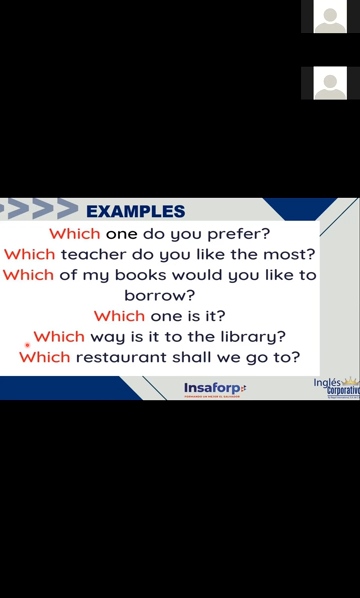 EXAMPLES
Which one do you prefer?
Which teacher do you like the most?
Which of my books would you like to
borrow?
Which one is it?
Which way is it to the library?
Which restaurant shall we go to?
Insaforp
Inglés
corporativo